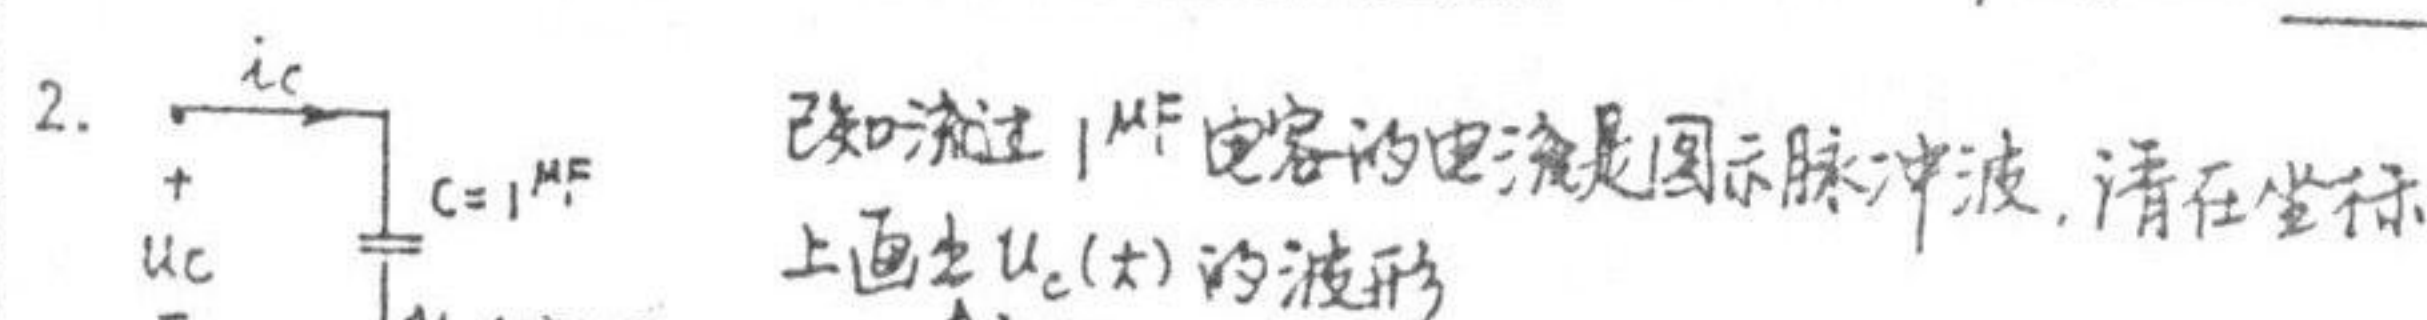 2.
ic
+
uc
-
C=1μF
已知流过1μF电容的电流是图示脉冲波,请在坐标
上画出uc(t)的波形